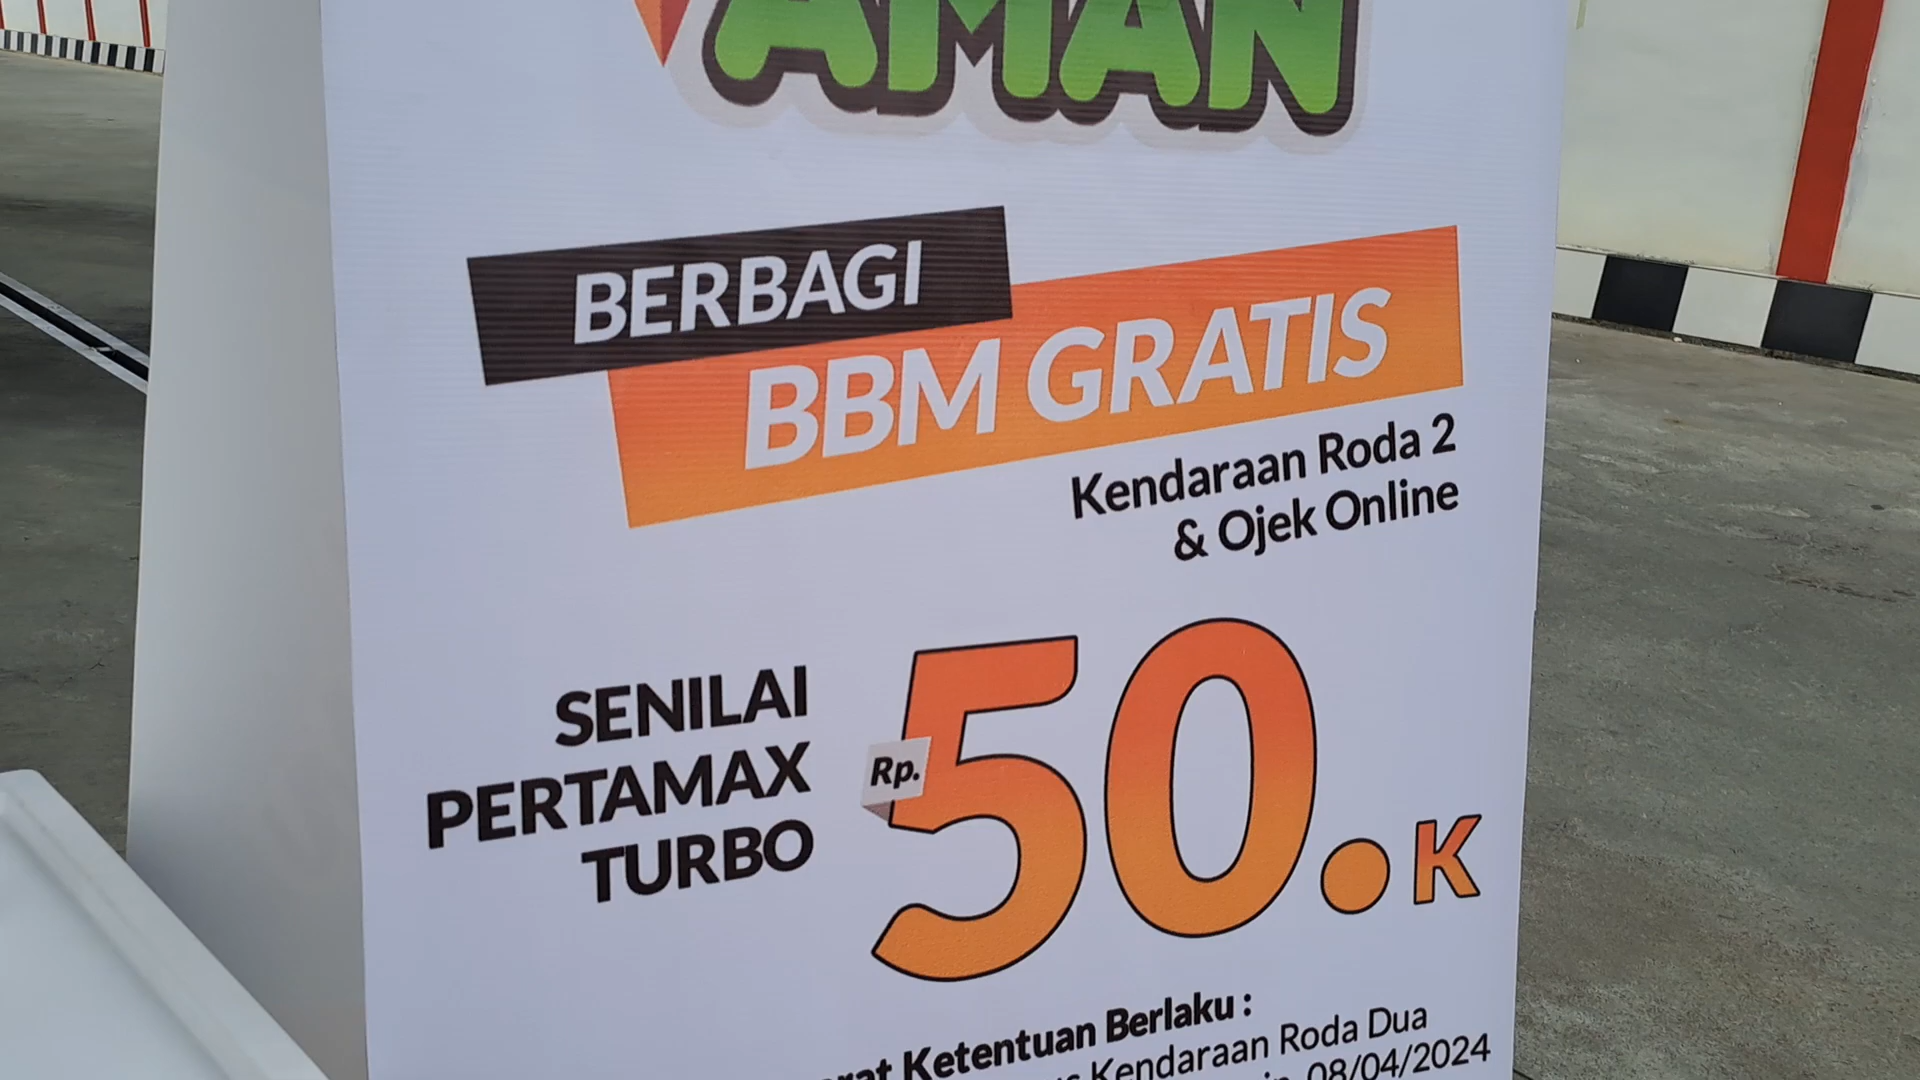 AMAN
BERBAGI
BBM GRATIS
Kendaraan Roda 2
& Ojek Online
SENILAI
PERTAMAX
TURBO
Rp.
50.K
Ketentuan Berlaku :
Kendaraan Roda Dua
08/04/2024